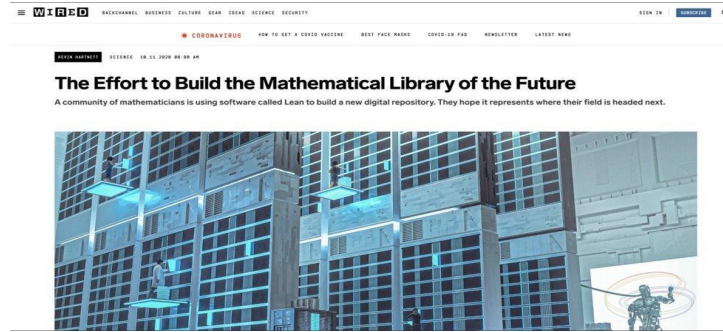 WIRED BACKCHANNEL BUSINESS CULTURE GEAR IDEAS SCIENCE SECURITY SIGN IN SUBSCRIBE
CORONAVIRUS HOW TO GET A COVID VACCINE BEST FACE MASKS COVID-19 FAQ NEWSLETTER LATEST NEWS
KEVIN HARTNETT SCIENCE 10.11.2020 08:00 AM
The Effort to Build the Mathematical Library of the Future
A community of mathematicians is using software called Lean to build a new digital repository. They hope it represents where their field is headed next.